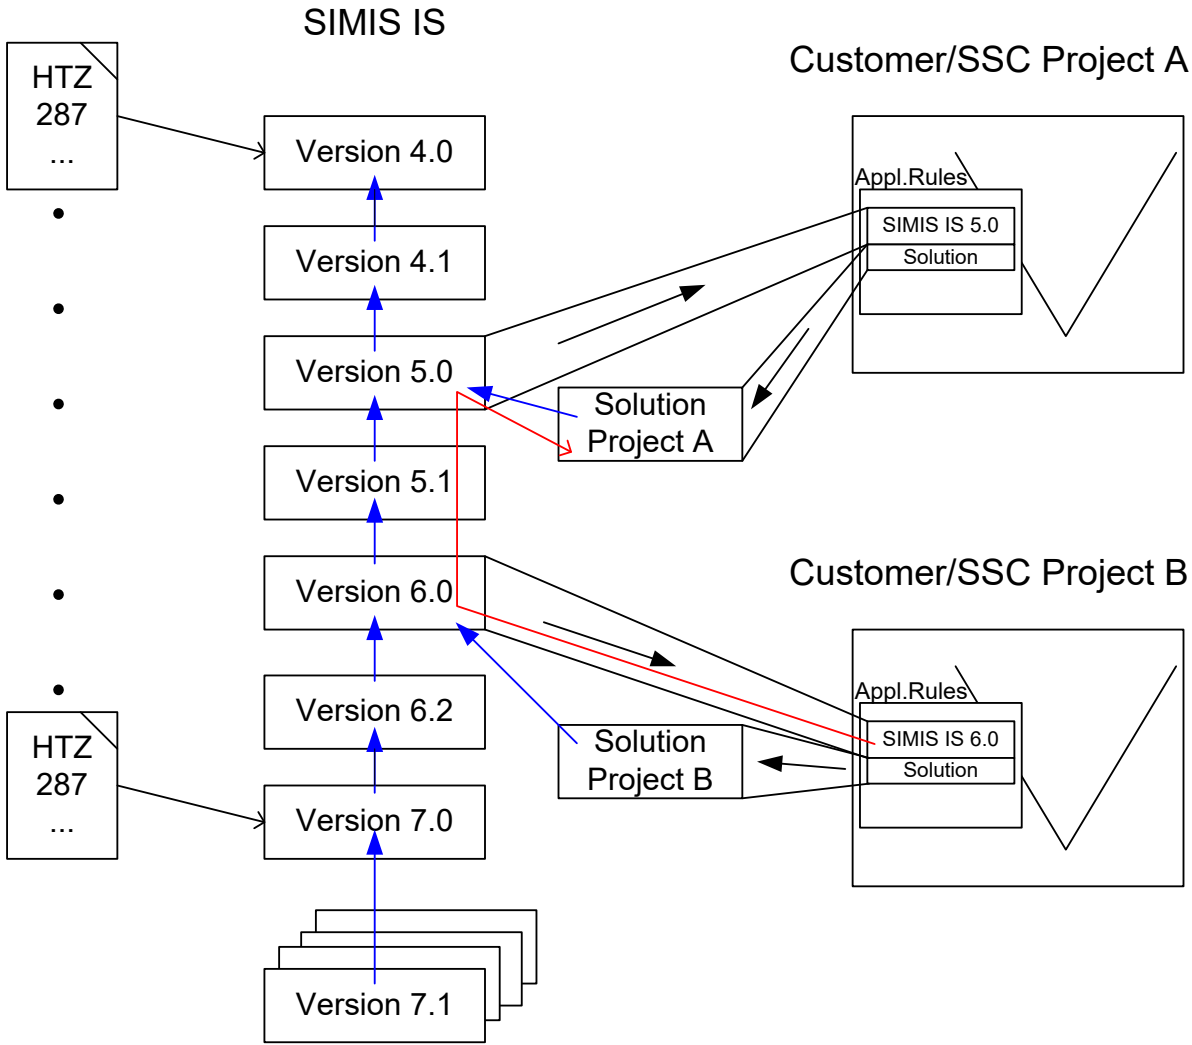 SIMIS IS
Customer/SSC Project A
HTZ
287
...
Version 4.0
Appl.Rules
SIMIS IS 5.0
Solution
Version 4.1
Version 5.0
Solution
Project A
Version 5.1
Version 6.0
Customer/SSC Project B
Appl.Rules
SIMIS IS 6.0
Solution
Version 6.2
Solution
Project B
HTZ
287
...
Version 7.0
Version 7.1